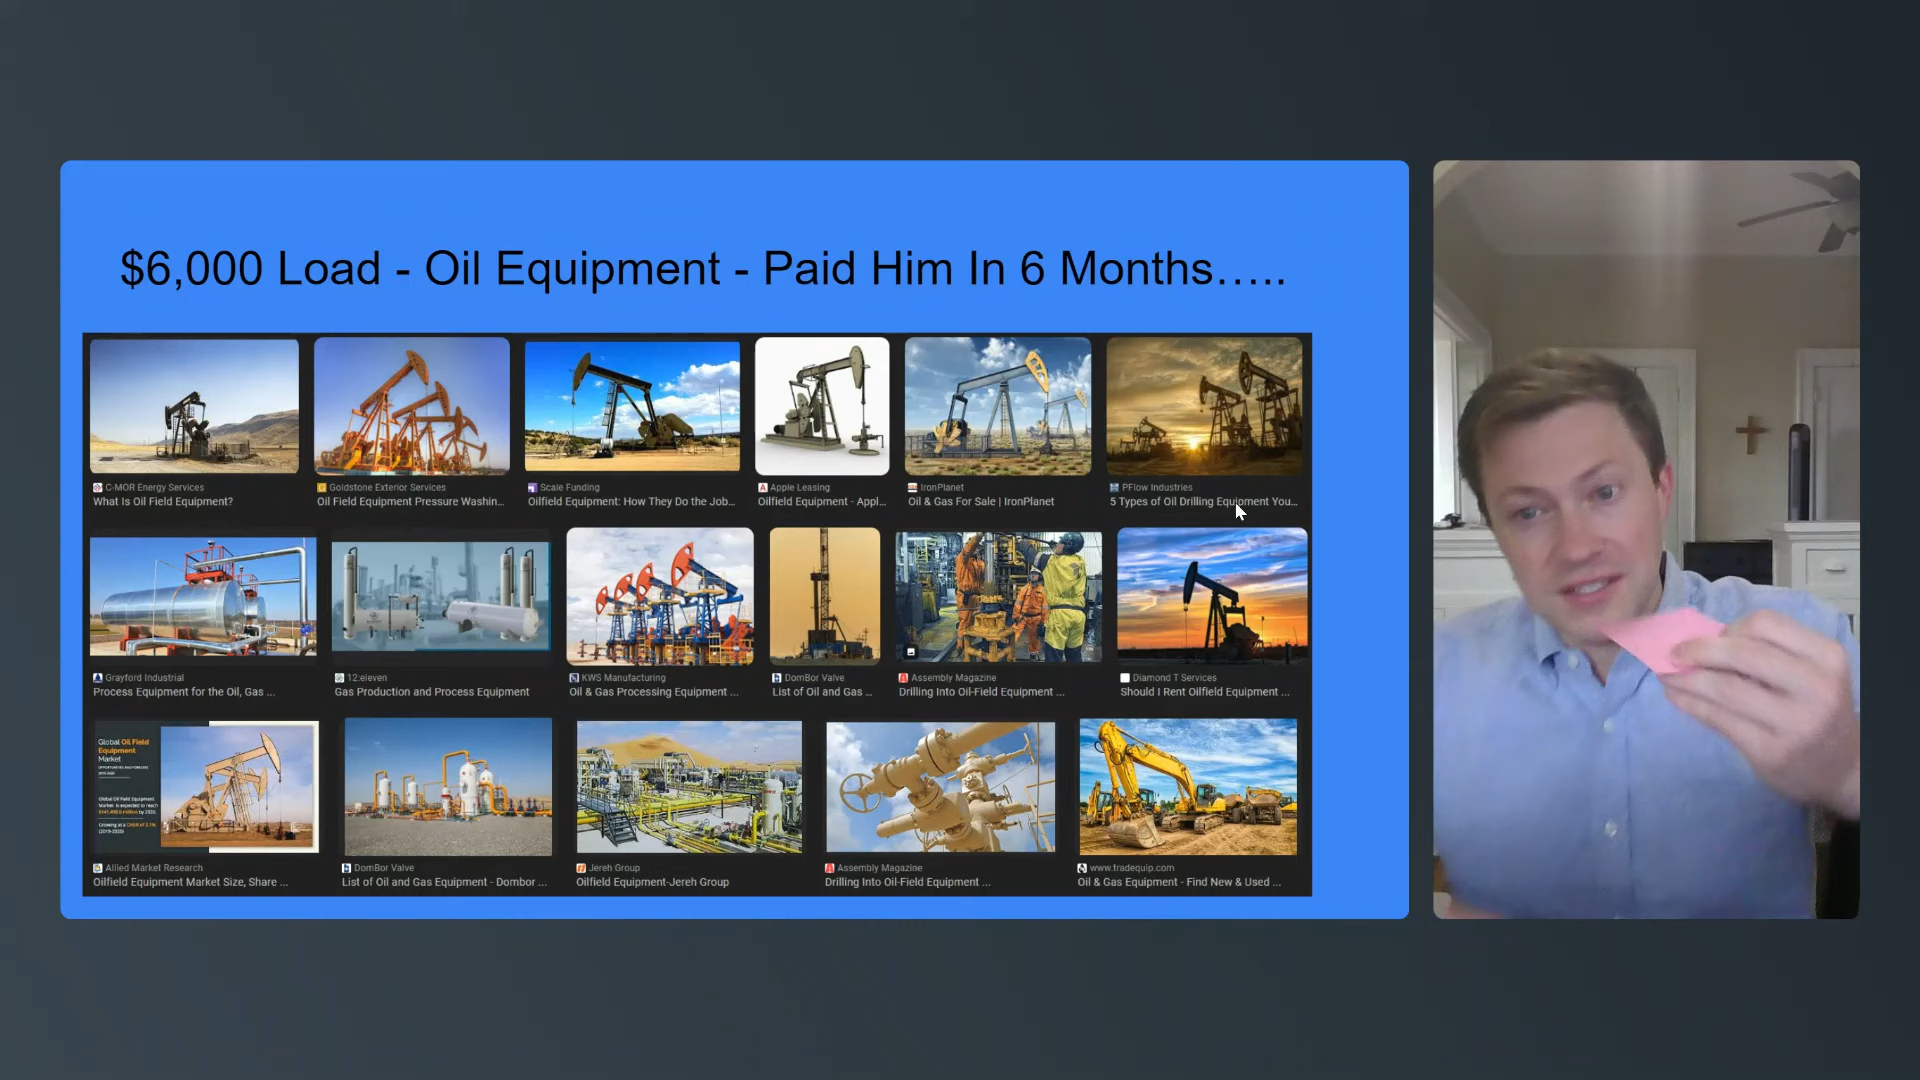 $6,000 Load - Oil Equipment - Paid Him In 6 Months.....
C-MOR Energy Services
What Is Oil Field Equipment?
Goldstone Exterior Services
Oil Field Equipment Pressure Washin...
Scale Funding
Oilfield Equipment: How They Do the Job...
Apple Leasing
Oilfield Equipment - Appl...
IronPlanet
Oil & Gas For Sale | IronPlanet
PFlow Industries
5 Types of Oil Drilling Equipment You...
Grayford Industrial
Process Equipment for the Oil, Gas ...
12:eleven
Gas Production and Process Equipment
KWS Manufacturing
Oil & Gas Processing Equipment ...
DomBor Valve
List of Oil and Gas ...
Assembly Magazine
Drilling Into Oil-Field Equipment ...
Diamond T Services
Should I Rent Oilfield Equipment ...
Global Oil Field
Equipment
Market
Allied Market Research
Oilfield Equipment Market Size, Share ...
DomBor Valve
List of Oil and Gas Equipment - Dombor ...
Jereh Group
Oilfield Equipment-Jereh Group
Assembly Magazine
Drilling Into Oil-Field Equipment ...
www.tradequip.com
Oil & Gas Equipment - Find New & Used ...